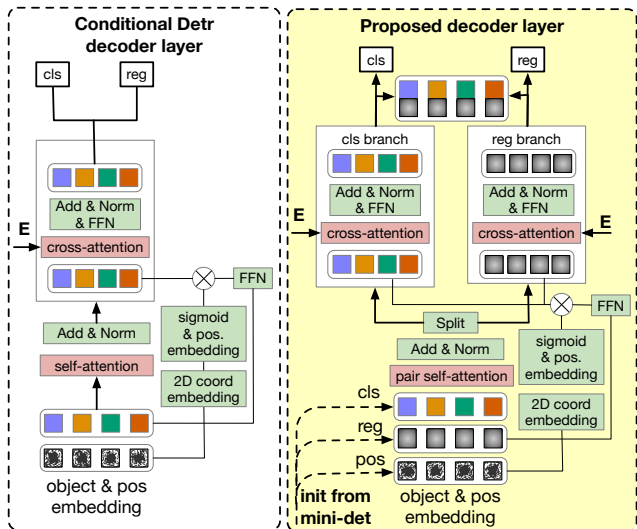 Conditional Detr
decoder layer
cls
reg
Add & Norm
& FFN
E
cross-attention
FFN
Add & Norm
sigmoid
& pos.
embedding
self-attention
2D coord
embedding
object & pos
embedding
Proposed decoder layer
cls
reg
cls branch
reg branch
Add & Norm
& FFN
Add & Norm
& FFN
E
E
cross-attention
cross-attention
FFN
Split
sigmoid
& pos.
embedding
Add & Norm
pair self-attention
cls
2D coord
embedding
reg
pos
init from
mini-det
object & pos
embedding